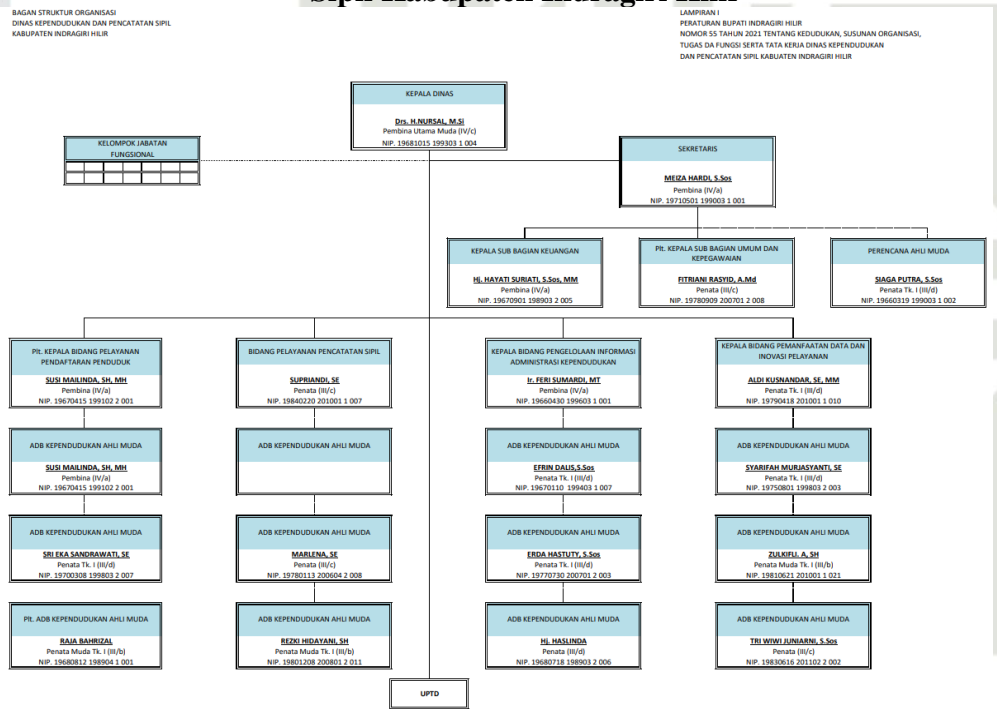 Sipil Kabupaten Indragiri Hilir
BAGAN STRUKTUR ORGANISASI
DINAS KEPENDUDUKAN DAN PENCATATAN SIPIL
KABUPATEN INDRAGIRI HILIR
LAMPIRAN I
PERATURAN BUPATI INDRAGIRI HILIR
NOMOR 55 TAHUN 2021 TENTANG KEDUDUKAN, SUSUNAN ORGANISASI,
TUGAS DA FUNGSI SERTA TATA KERJA DINAS KEPENDUDUKAN
DAN PENCATATAN SIPIL KABUATEN INDRAGIRI HILIR
KEPALA DINAS
Drs. H.NURSAL, M.Si
Pembina Utama Muda (IV/c)
NIP. 19681015 199303 1 004
KELOMPOK JABATAN
FUNGSIONAL
SEKRETARIS
MEIZA HARDI, S.Sos
Pembina (IV/a)
NIP. 19710501 199003 1 001
KEPALA SUB BAGIAN KEUANGAN
Hj. HAYATI SURIATI, S.Sos, MM
Pembina (IV/a)
NIP. 19670901 198903 2 005
Plt. KEPALA SUB BAGIAN UMUM DAN
KEPEGAWAIAN
FITRIANI RASYID, A.Md
Penata (III/c)
NIP. 19780909 200701 2 008
PERENCANA AHLI MUDA
SIAGA PUTRA, S.Sos
Penata Tk. I (III/d)
NIP. 19660319 199003 1 002
Plt. KEPALA BIDANG PELAYANAN
PENDAFTARAN PENDUDUK
SUSI MAILINDA, SH, MH
Pembina (IV/a)
NIP. 19670415 199102 2 001
BIDANG PELAYANAN PENCATATAN SIPIL
SUPRIANDI, SE
Penata (III/c)
NIP. 19840220 201001 1 007
KEPALA BIDANG PENGELOLAAN INFORMASI
ADMINISTRASI KEPENDUDUKAN
Ir. FERI SUMARDI, MT
Pembina (IV/a)
NIP. 19660430 199603 1 001
KEPALA BIDANG PEMANFAATAN DATA DAN
INOVASI PELAYANAN
ALDI KUSNANDAR, SE, MM
Penata Tk. I (III/d)
NIP. 19790418 201001 1 010
ADB KEPENDUDUKAN AHLI MUDA
SUSI MAILINDA, SH, MH
Pembina (IV/a)
NIP. 19670415 199102 2 001
ADB KEPENDUDUKAN AHLI MUDA
ADB KEPENDUDUKAN AHLI MUDA
EFRIN DALIS,S.Sos
Penata Tk. I (III/d)
NIP. 19670110 199403 1 007
ADB KEPENDUDUKAN AHLI MUDA
SYARIFAH MURJASYANTI, SE
Penata Tk. I (III/d)
NIP. 19750801 199803 2 003
ADB KEPENDUDUKAN AHLI MUDA
SRI EKA SANDRAWATI, SE
Penata Tk. I (III/d)
NIP. 19700308 199803 2 007
ADB KEPENDUDUKAN AHLI MUDA
MARLENA, SE
Penata Tk. I (III/d)
NIP. 19780113 200604 2 008
ADB KEPENDUDUKAN AHLI MUDA
ERDA HASTUTY, S.Sos
Penata Tk. I (III/d)
NIP. 19770730 200701 2 003
ADB KEPENDUDUKAN AHLI MUDA
ZULKIFLI. A, SH
Penata Muda Tk. I (III/b)
NIP. 19810621 201001 1 021
Plt. ADB KEPENDUDUKAN AHLI MUDA
RAJA BAHRIZAL
Penata Muda Tk. I (III/b)
NIP. 19680812 198904 1 001
ADB KEPENDUDUKAN AHLI MUDA
REZKI HIDAYANI, SH
Penata Muda Tk. I (III/b)
NIP. 19801208 200801 2 011
ADB KEPENDUDUKAN AHLI MUDA
Hj. HASLINDA
Penata (III/d)
NIP. 19680718 198903 2 006
ADB KEPENDUDUKAN AHLI MUDA
TRI WIWI JUNIARNI, S.Sos
Penata (III/c)
NIP. 19830616 201102 2 002
UPTD